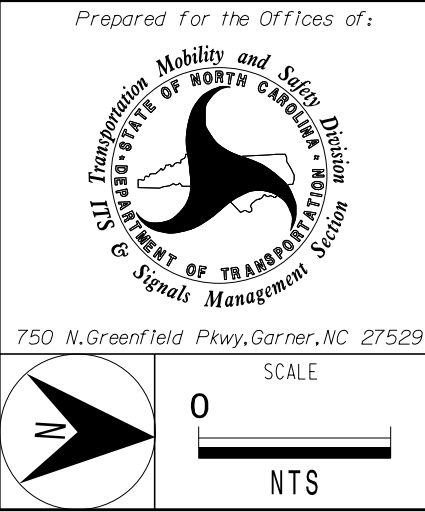 Prepared for the Offices of:
Transportation Mobility and Safety Division
STATE OF NORTH CAROLINA
DEPARTMENT OF TRANSPORTATION
ITS & Signals Management Section
750 N.Greenfield Pkwy,Garner,NC 27529
N
SCALE
0
NTS